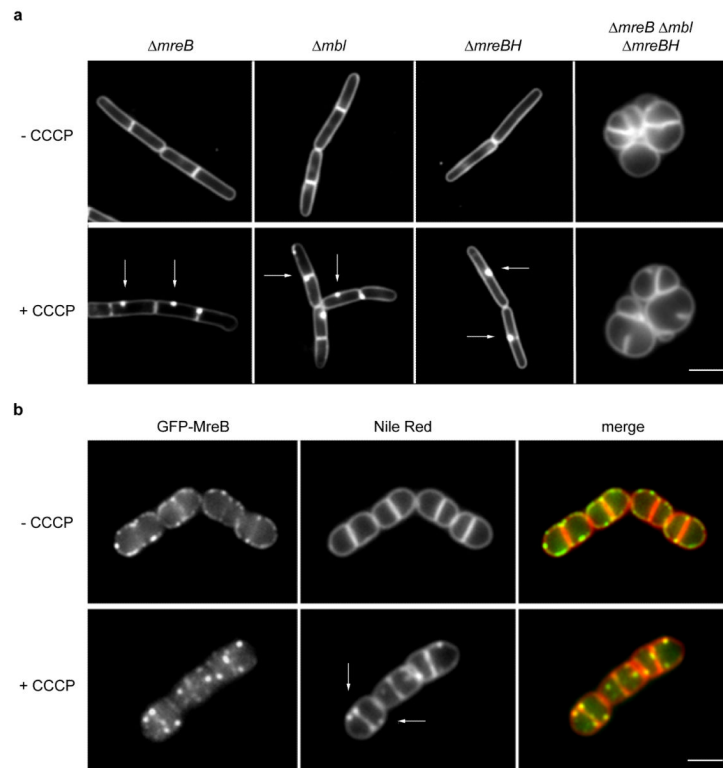 a
ΔmreB
Δmbl
ΔmreBH
ΔmreB Δmbl
ΔmreBH
- CCCP
+ CCCP
b
GFP-MreB
Nile Red
merge
- CCCP
+ CCCP